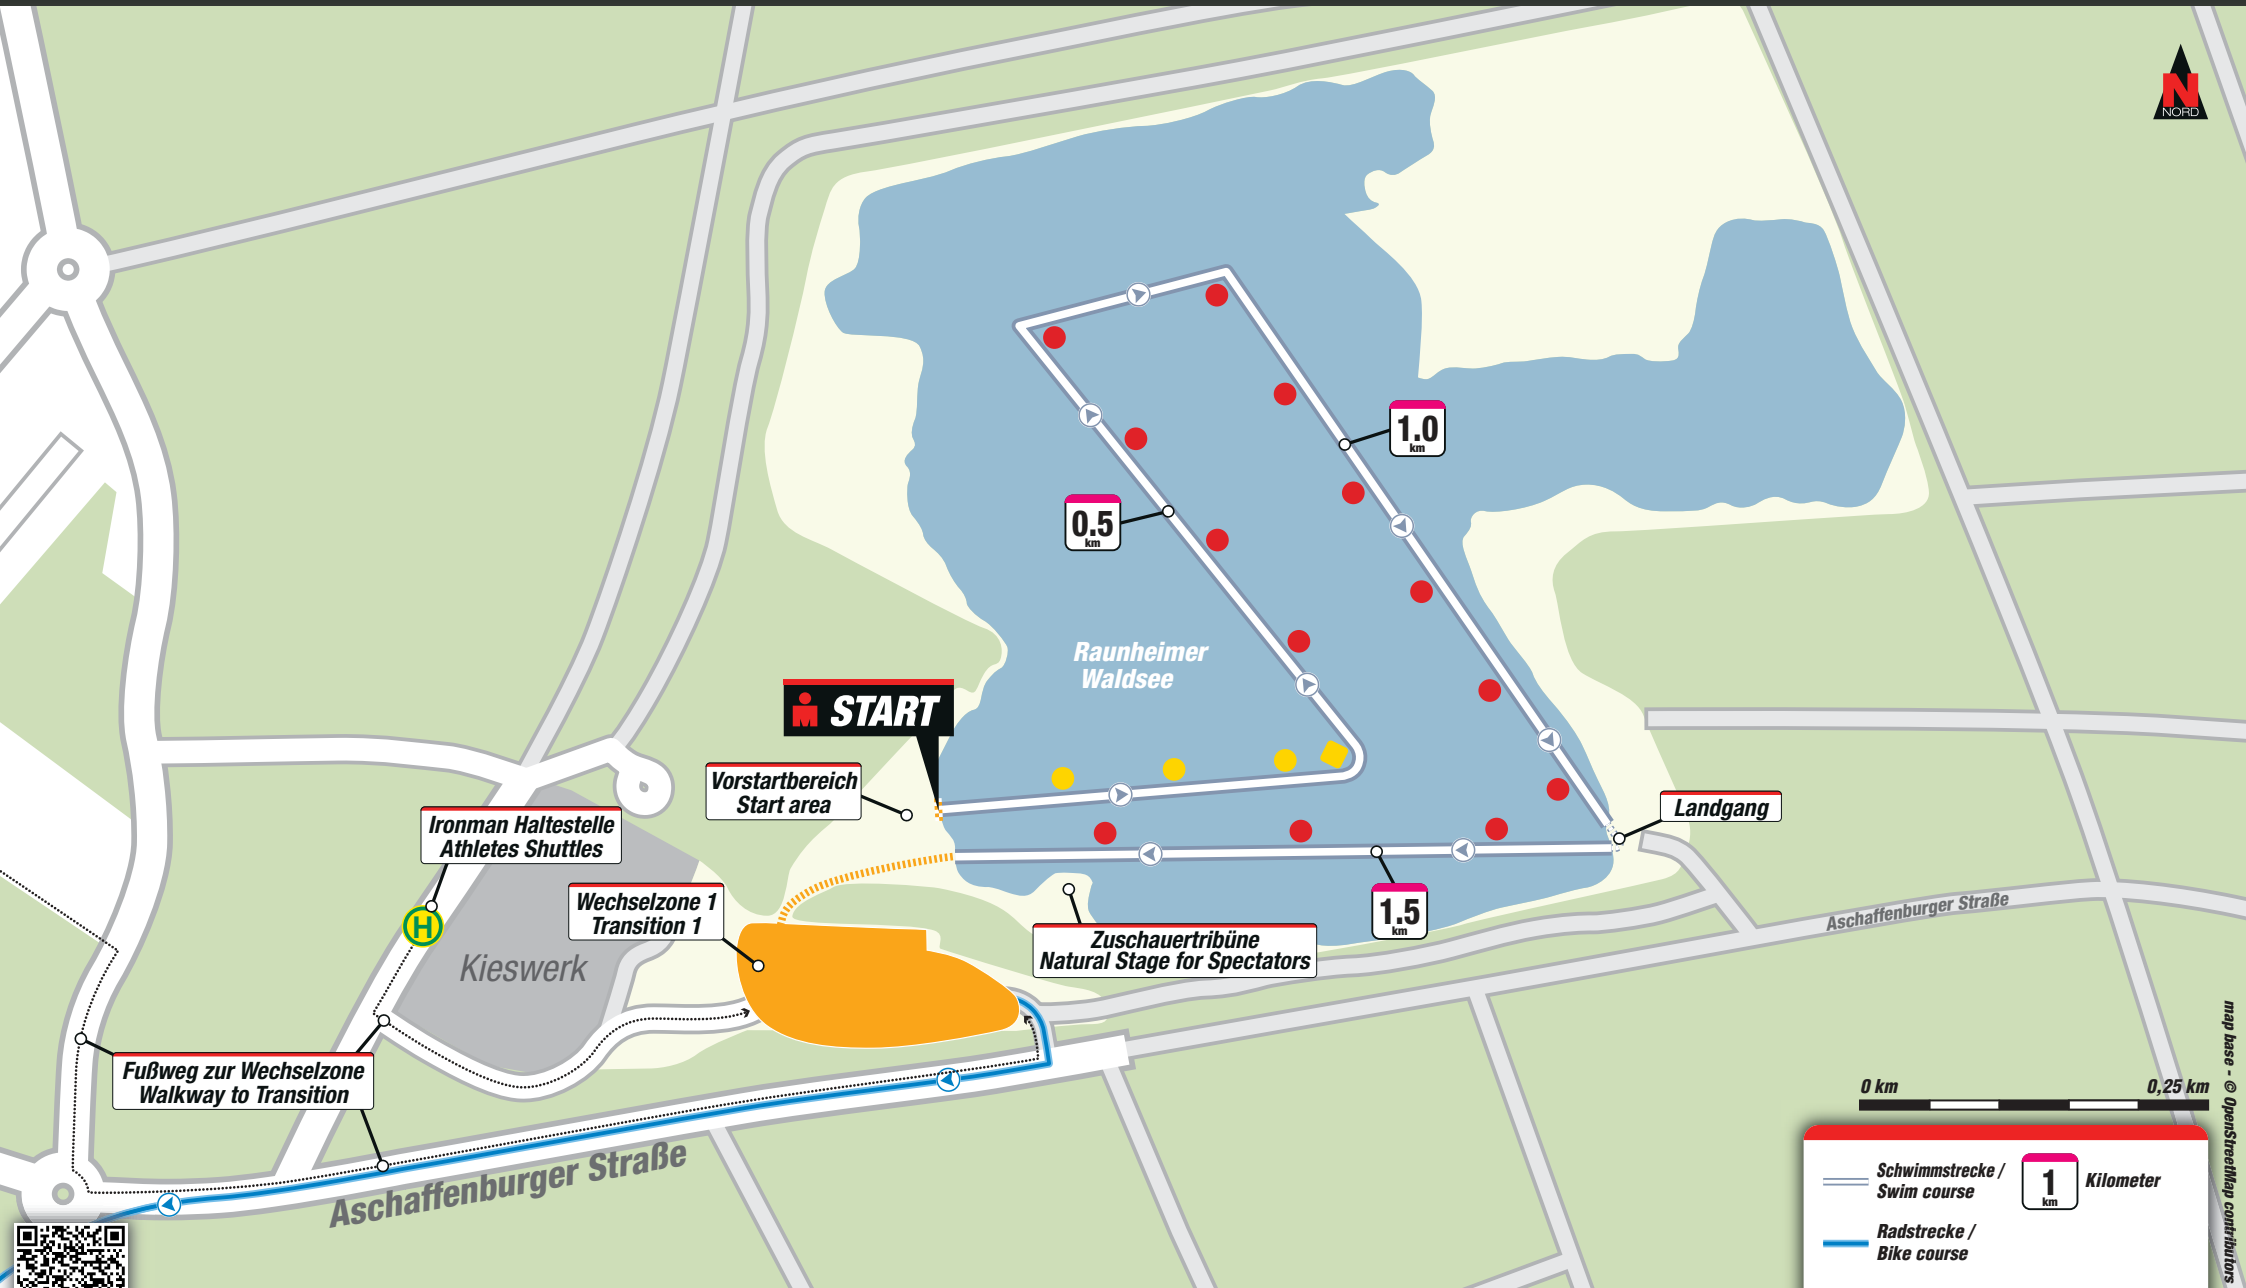 N
NORD
1.0
km
0.5
km
Raunheimer
Waldsee
START
Vorstartbereich
Start area
Landgang
Ironman Haltestelle
Athletes Shuttles
H
Wechselzone 1
Transition 1
1.5
km
Aschaffenburger Straße
Zuschauertribüne
Natural Stage for Spectators
Kieswerk
Fußweg zur Wechselzone
Walkway to Transition
Aschaffenburger Straße
0 km 0,25 km
Schwimmstrecke /
Swim course
1
km
Kilometer
Radstrecke /
Bike course
map base - © OpenStreetMap contributors